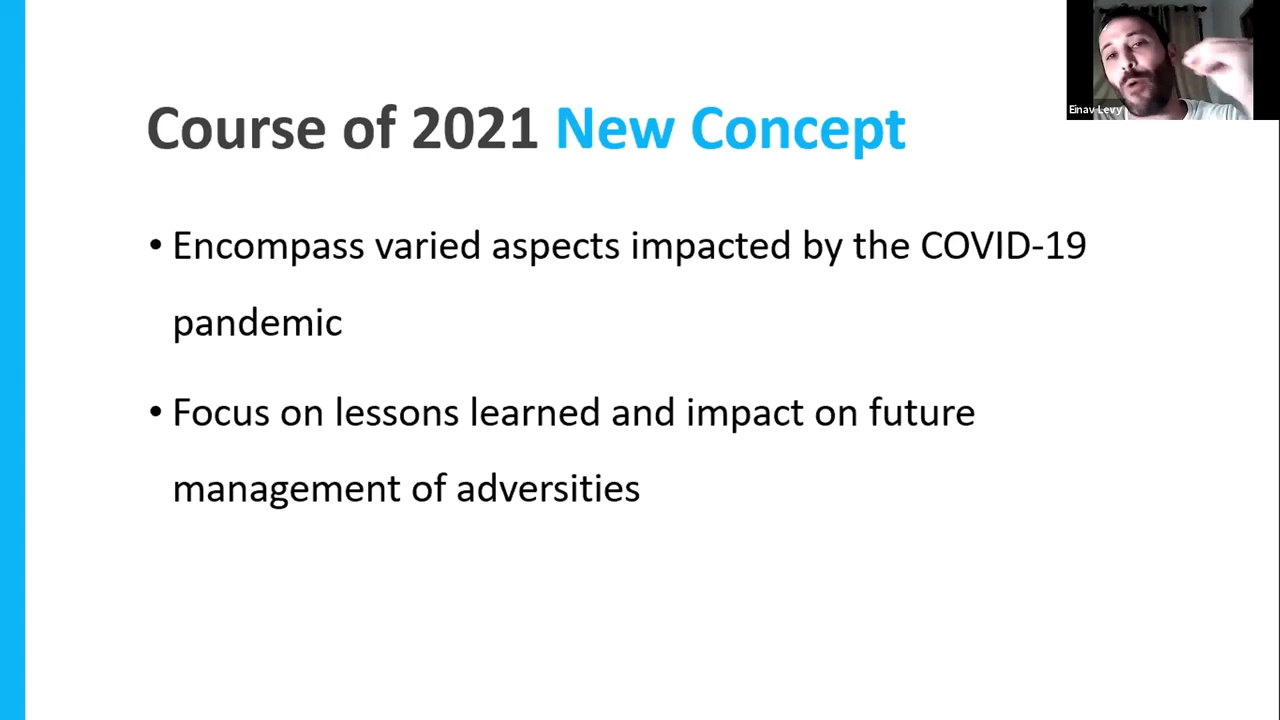 Einav Levy
Course of 2021 New Concept
• Encompass varied aspects impacted by the COVID-19
pandemic
• Focus on lessons learned and impact on future
management of adversities